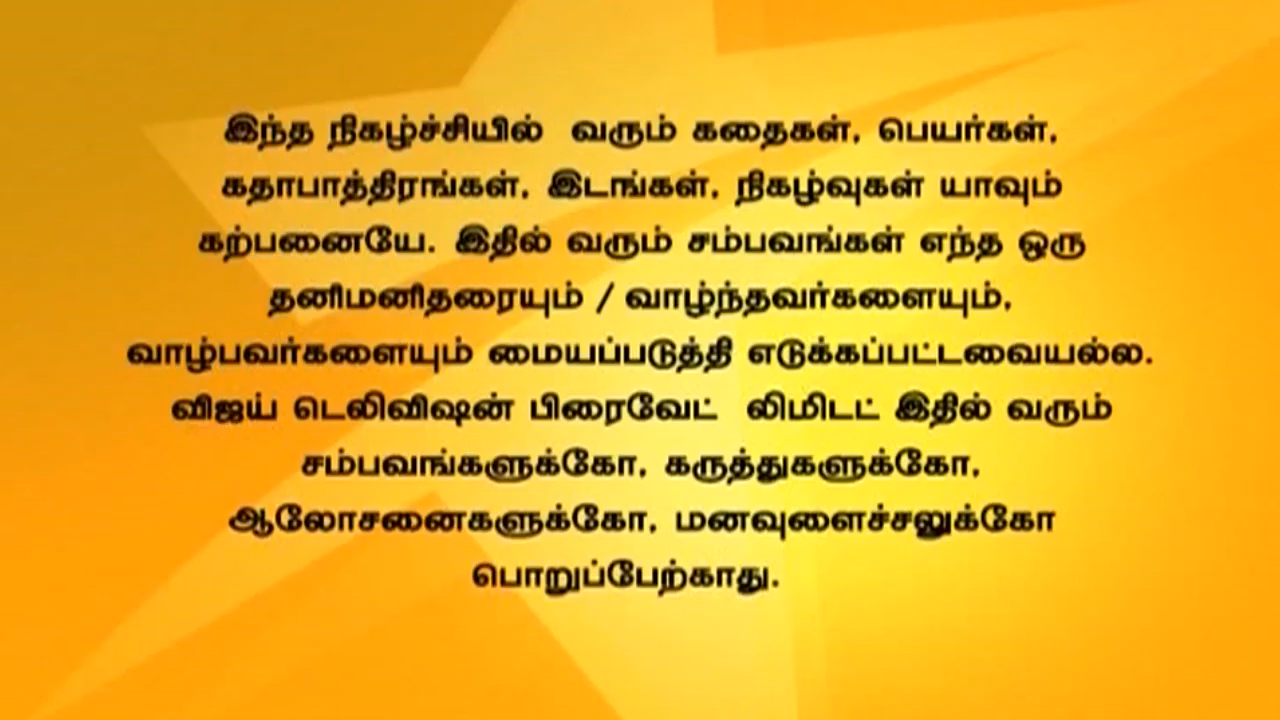 இந்த நிகழ்ச்சியில் வரும் கதைகள், பெயர்கள்,
கதாபாத்திரங்கள், இடங்கள், நிகழ்வுகள் யாவும்
கற்பனையே. இதில் வரும் சம்பவங்கள் எந்த ஒரு
தனிமனிதரையும் / வாழ்ந்தவர்களையும்,
வாழ்பவர்களையும் மையப்படுத்தி எடுக்கப்பட்டவையல்ல.
விஜய் டெலிவிஷன் பிரைவேட் லிமிடட் இதில் வரும்
சம்பவங்களுக்கோ, கருத்துகளுக்கோ,
ஆலோசனைகளுக்கோ, மனவுளைச்சலுக்கோ
பொறுப்பேற்காது.